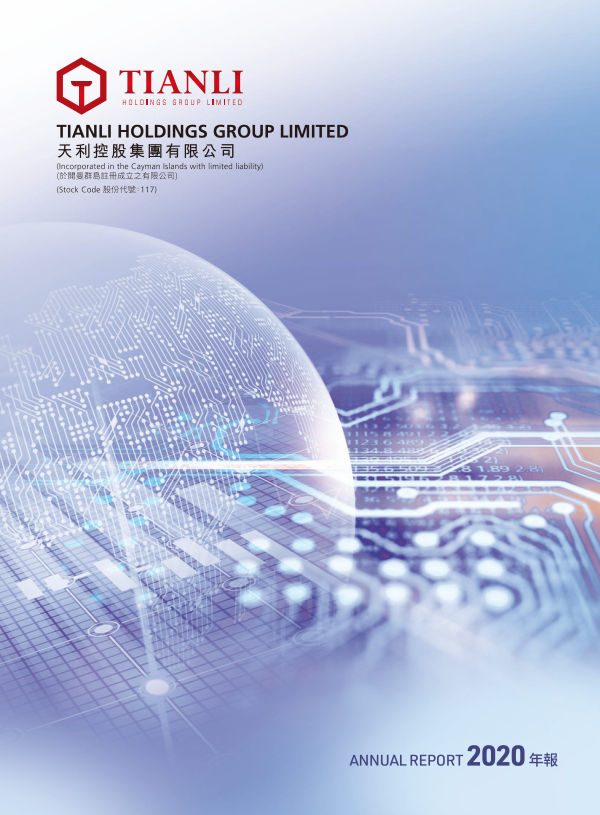 TIANLI
HOLDINGS GROUP LIMITED
TIANLI HOLDINGS GROUP LIMITED
天利控股集團有限公司
(Incorporated in the Cayman Islands with limited liability)
(於開曼群島註冊成立之有限公司)
(Stock Code 股份代號：117)
ANNUAL REPORT 2020 年報